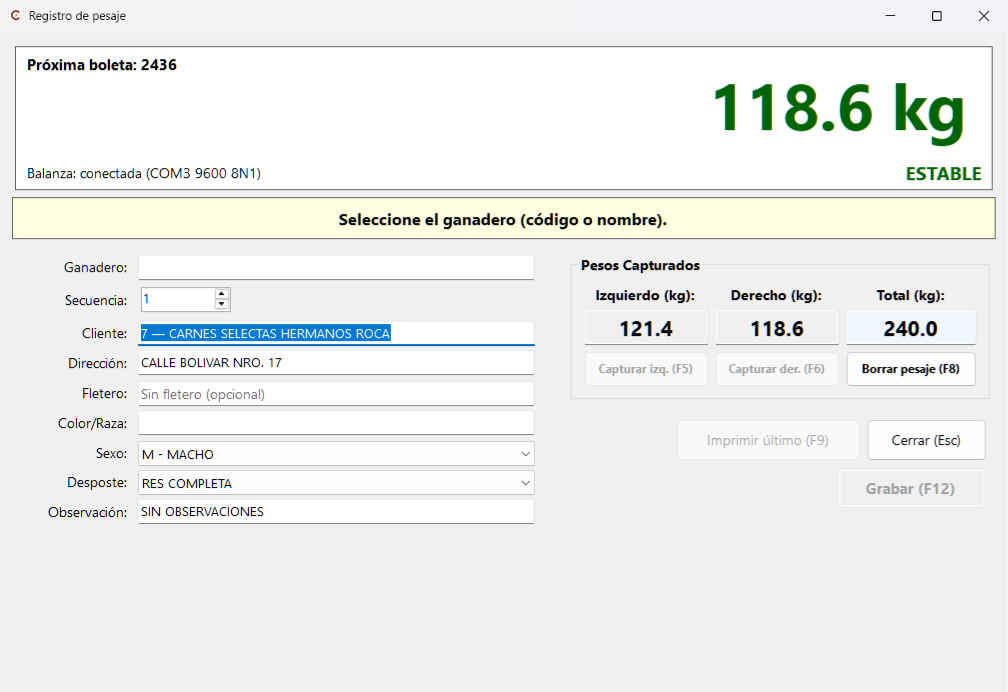 Registro de pesaje
Próxima boleta: 2436
118.6 kg
Balanza: conectada (COM3 9600 8N1)
ESTABLE
Seleccione el ganadero (código o nombre).
Ganadero:
Secuencia: 1
Cliente: 7 — CARNES SELECTAS HERMANOS ROCA
Dirección: CALLE BOLIVAR NRO. 17
Fletero: Sin fletero (opcional)
Color/Raza:
Sexo: M - MACHO
Desposte: RES COMPLETA
Observación: SIN OBSERVACIONES
Pesos Capturados
Izquierdo (kg): Derecho (kg): Total (kg):
121.4 118.6 240.0
Capturar izq. (F5) Capturar der. (F6) Borrar pesaje (F8)
Imprimir último (F9) Cerrar (Esc)
Grabar (F12)